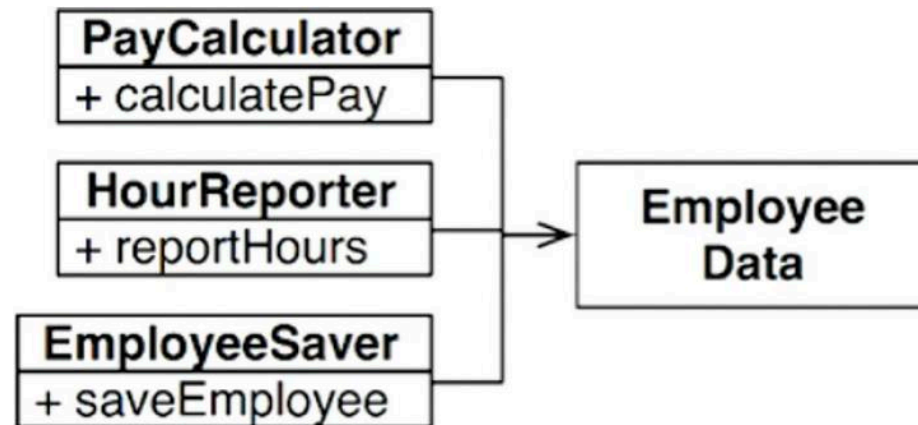 PayCalculator
+ calculatePay
HourReporter
+ reportHours
EmployeeSaver
+ saveEmployee
Employee
Data